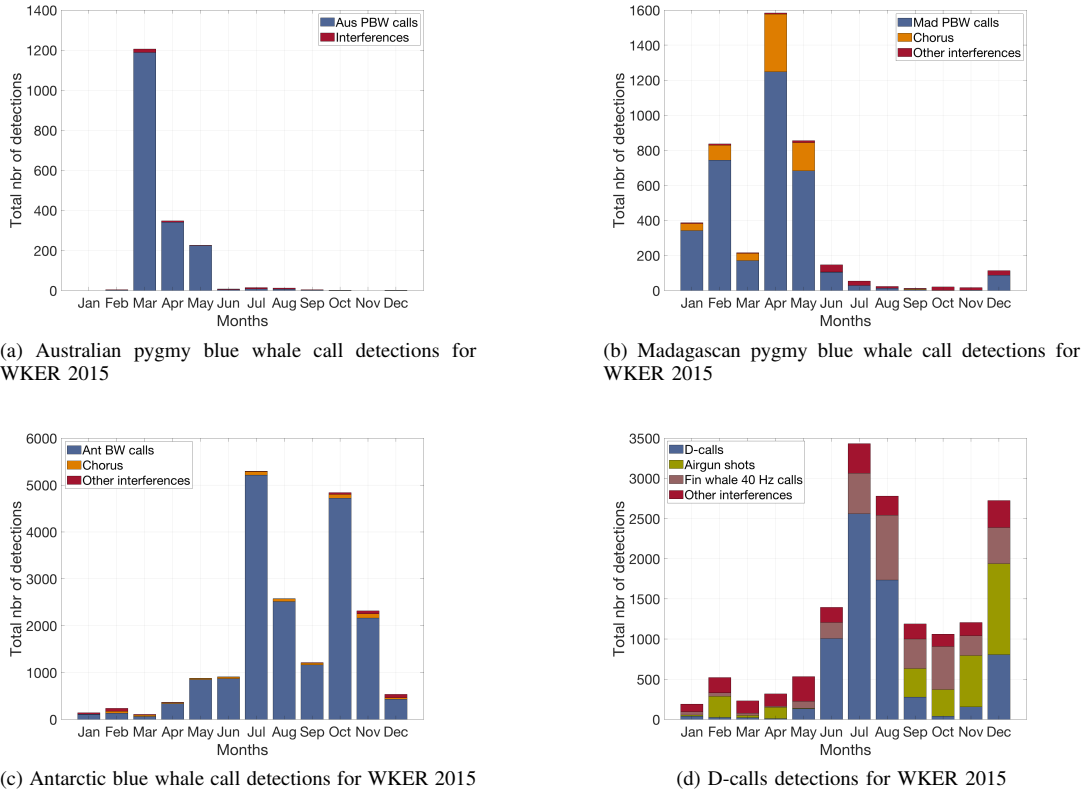 1400
1200
1000
800
600
400
200
0
Total nbr of detections
Aus PBW calls
Interferences
Jan Feb Mar Apr May Jun Jul Aug Sep Oct Nov Dec
Months
(a) Australian pygmy blue whale call detections for
WKER 2015
1600
1400
1200
1000
800
600
400
200
0
Total nbr of detections
Mad PBW calls
Chorus
Other interferences
Jan Feb Mar Apr May Jun Jul Aug Sep Oct Nov Dec
Months
(b) Madagascan pygmy blue whale call detections for
WKER 2015
6000
5000
4000
3000
2000
1000
0
Total nbr of detections
Ant BW calls
Chorus
Other interferences
Jan Feb Mar Apr May Jun Jul Aug Sep Oct Nov Dec
Months
(c) Antarctic blue whale call detections for WKER 2015
3500
3000
2500
2000
1500
1000
500
0
Total nbr of detections
D-calls
Airgun shots
Fin whale 40 Hz calls
Other interferences
Jan Feb Mar Apr May Jun Jul Aug Sep Oct Nov Dec
Months
(d) D-calls detections for WKER 2015